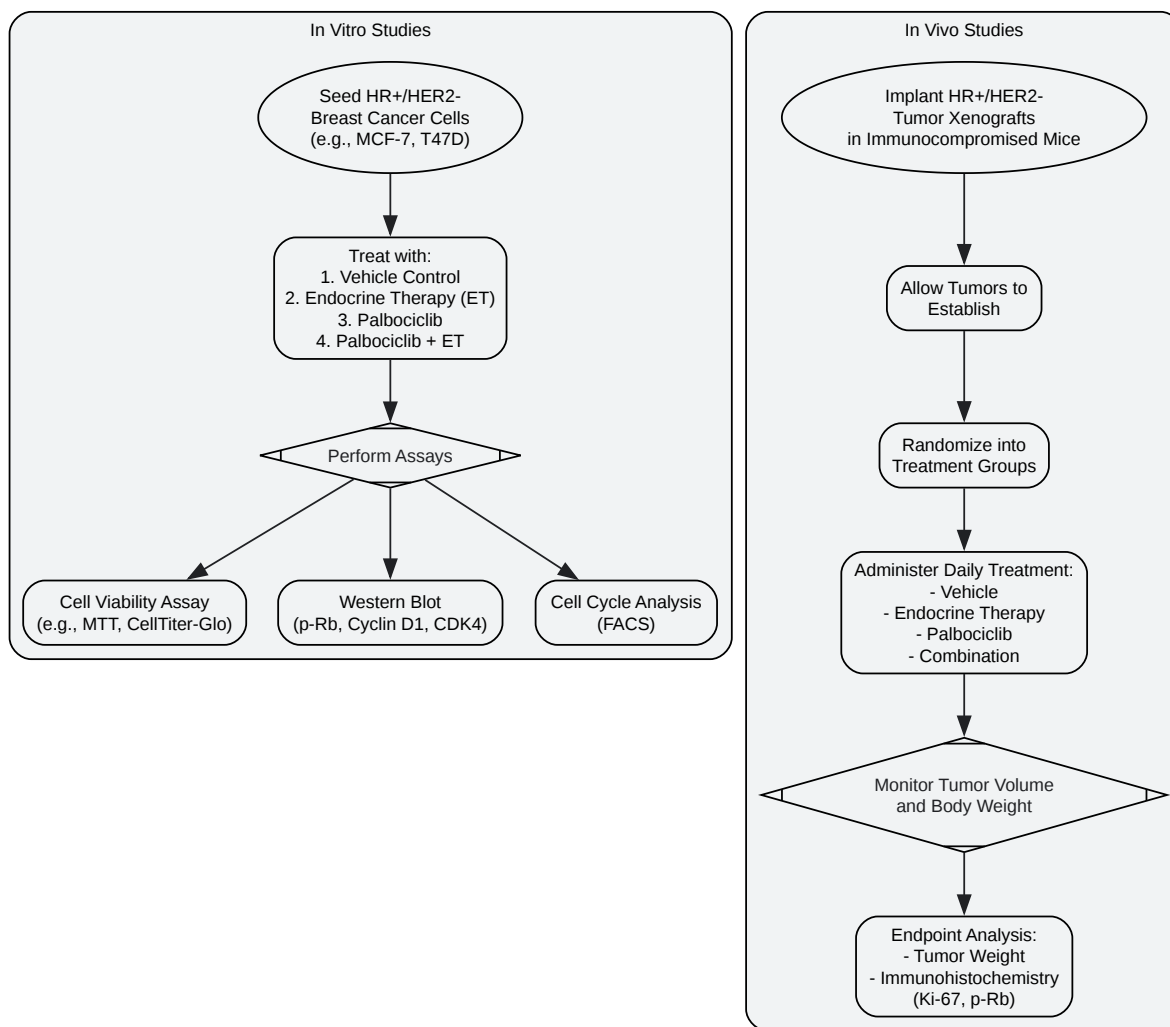 In Vitro Studies
Seed HR+/HER2-
Breast Cancer Cells
(e.g., MCF-7, T47D)
Treat with:
1. Vehicle Control
2. Endocrine Therapy (ET)
3. Palbociclib
4. Palbociclib + ET
Perform Assays
Cell Viability Assay
(e.g., MTT, CellTiter-Glo)
Western Blot
(p-Rb, Cyclin D1, CDK4)
Cell Cycle Analysis
(FACS)
In Vivo Studies
Implant HR+/HER2-
Tumor Xenografts
in Immunocompromised Mice
Allow Tumors to
Establish
Randomize into
Treatment Groups
Administer Daily Treatment:
- Vehicle
- Endocrine Therapy
- Palbociclib
- Combination
Monitor Tumor Volume
and Body Weight
Endpoint Analysis:
- Tumor Weight
- Immunohistochemistry
(Ki-67, p-Rb)